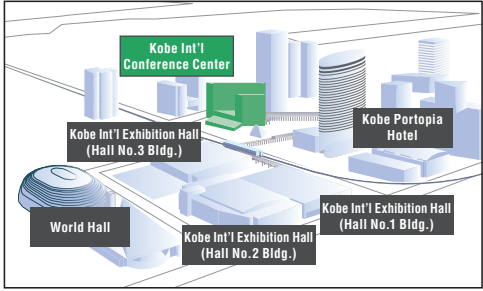 Kobe Int'l
Conference Center
Kobe Portopia
Hotel
Kobe Int'l Exhibition Hall
(Hall No.3 Bldg.)
World Hall
Kobe Int'l Exhibition Hall
(Hall No.2 Bldg.)
Kobe Int'l Exhibition Hall
(Hall No.1 Bldg.)